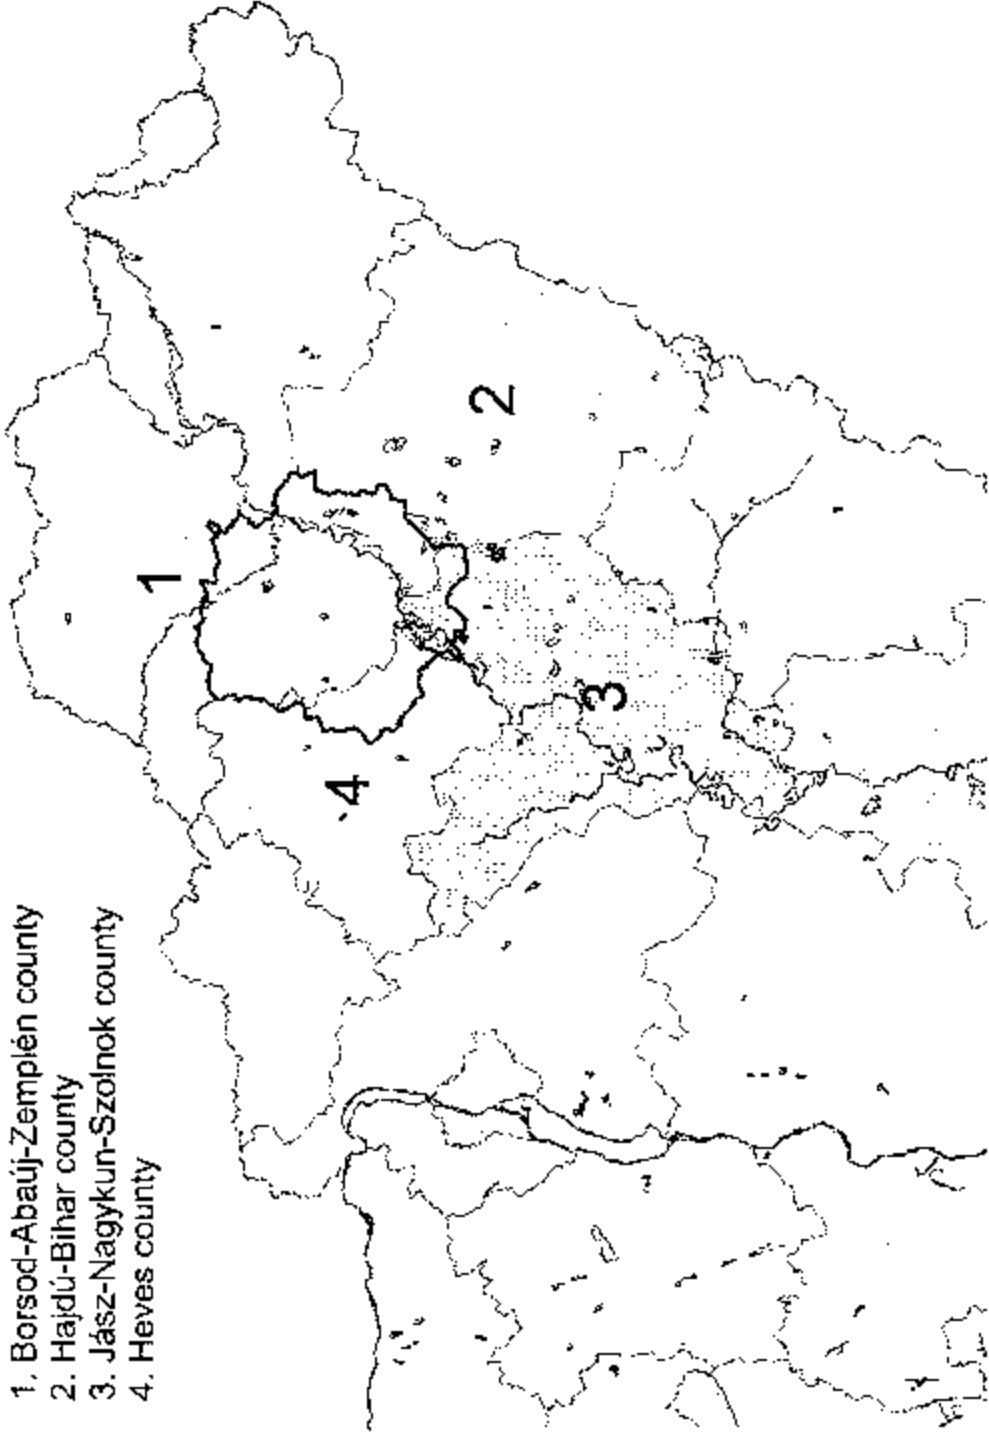 1. Borsod-Abaúj-Zemplén county
2. Hajdú-Bihar county
3. Jász-Nagykun-Szolnok county
4. Heves county
1
2
3
4